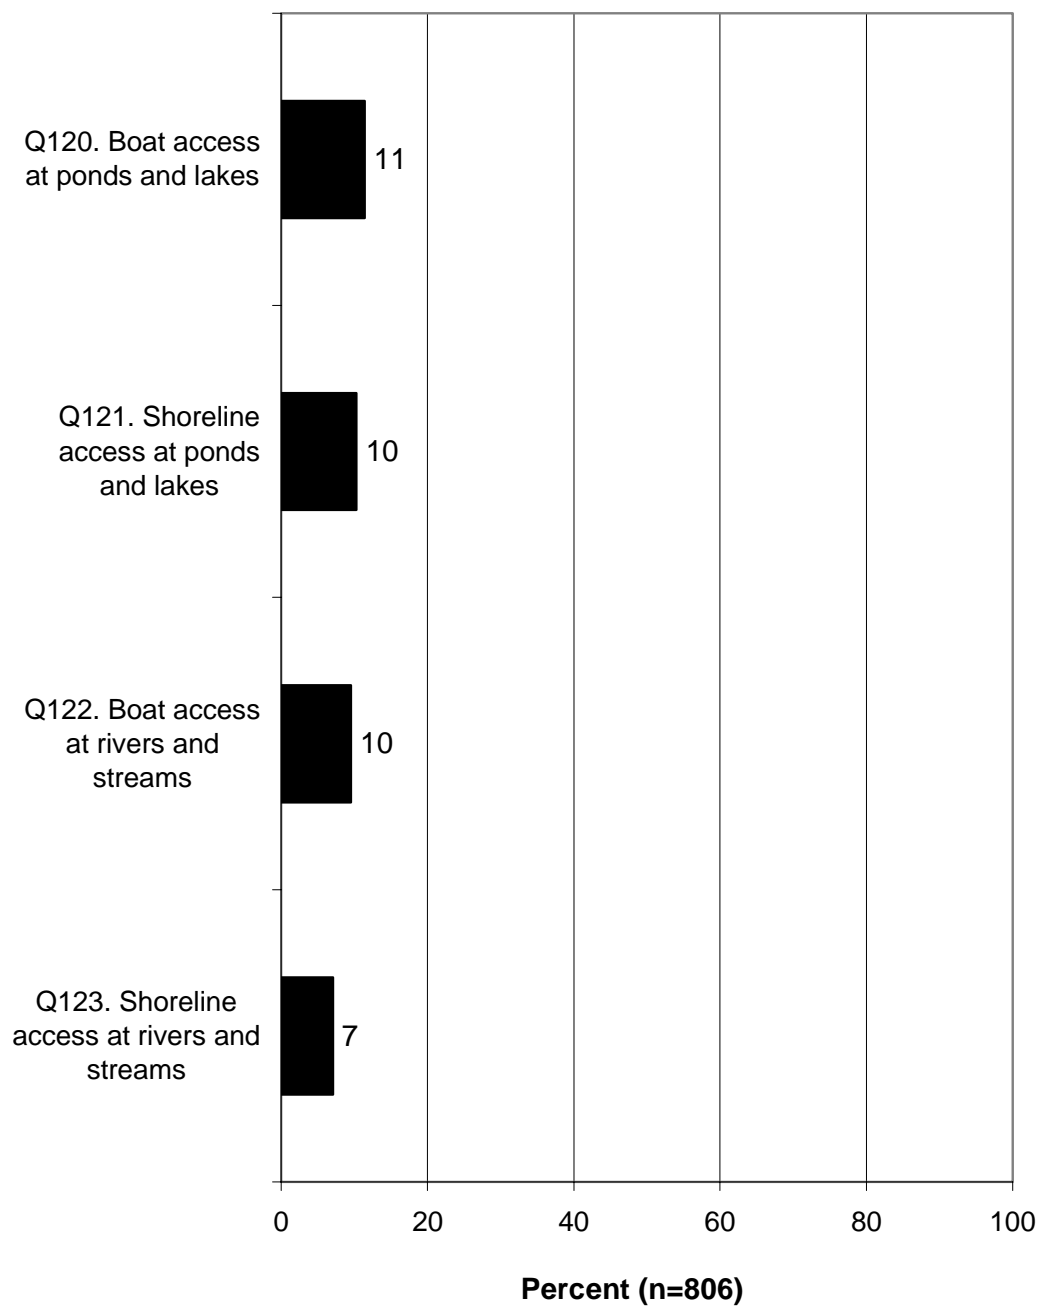 Q120. Boat access
at ponds and lakes
11
Q121. Shoreline
access at ponds
and lakes
10
Q122. Boat access
at rivers and
streams
10
Q123. Shoreline
access at rivers and
streams
7
0 20 40 60 80 100
Percent (n=806)